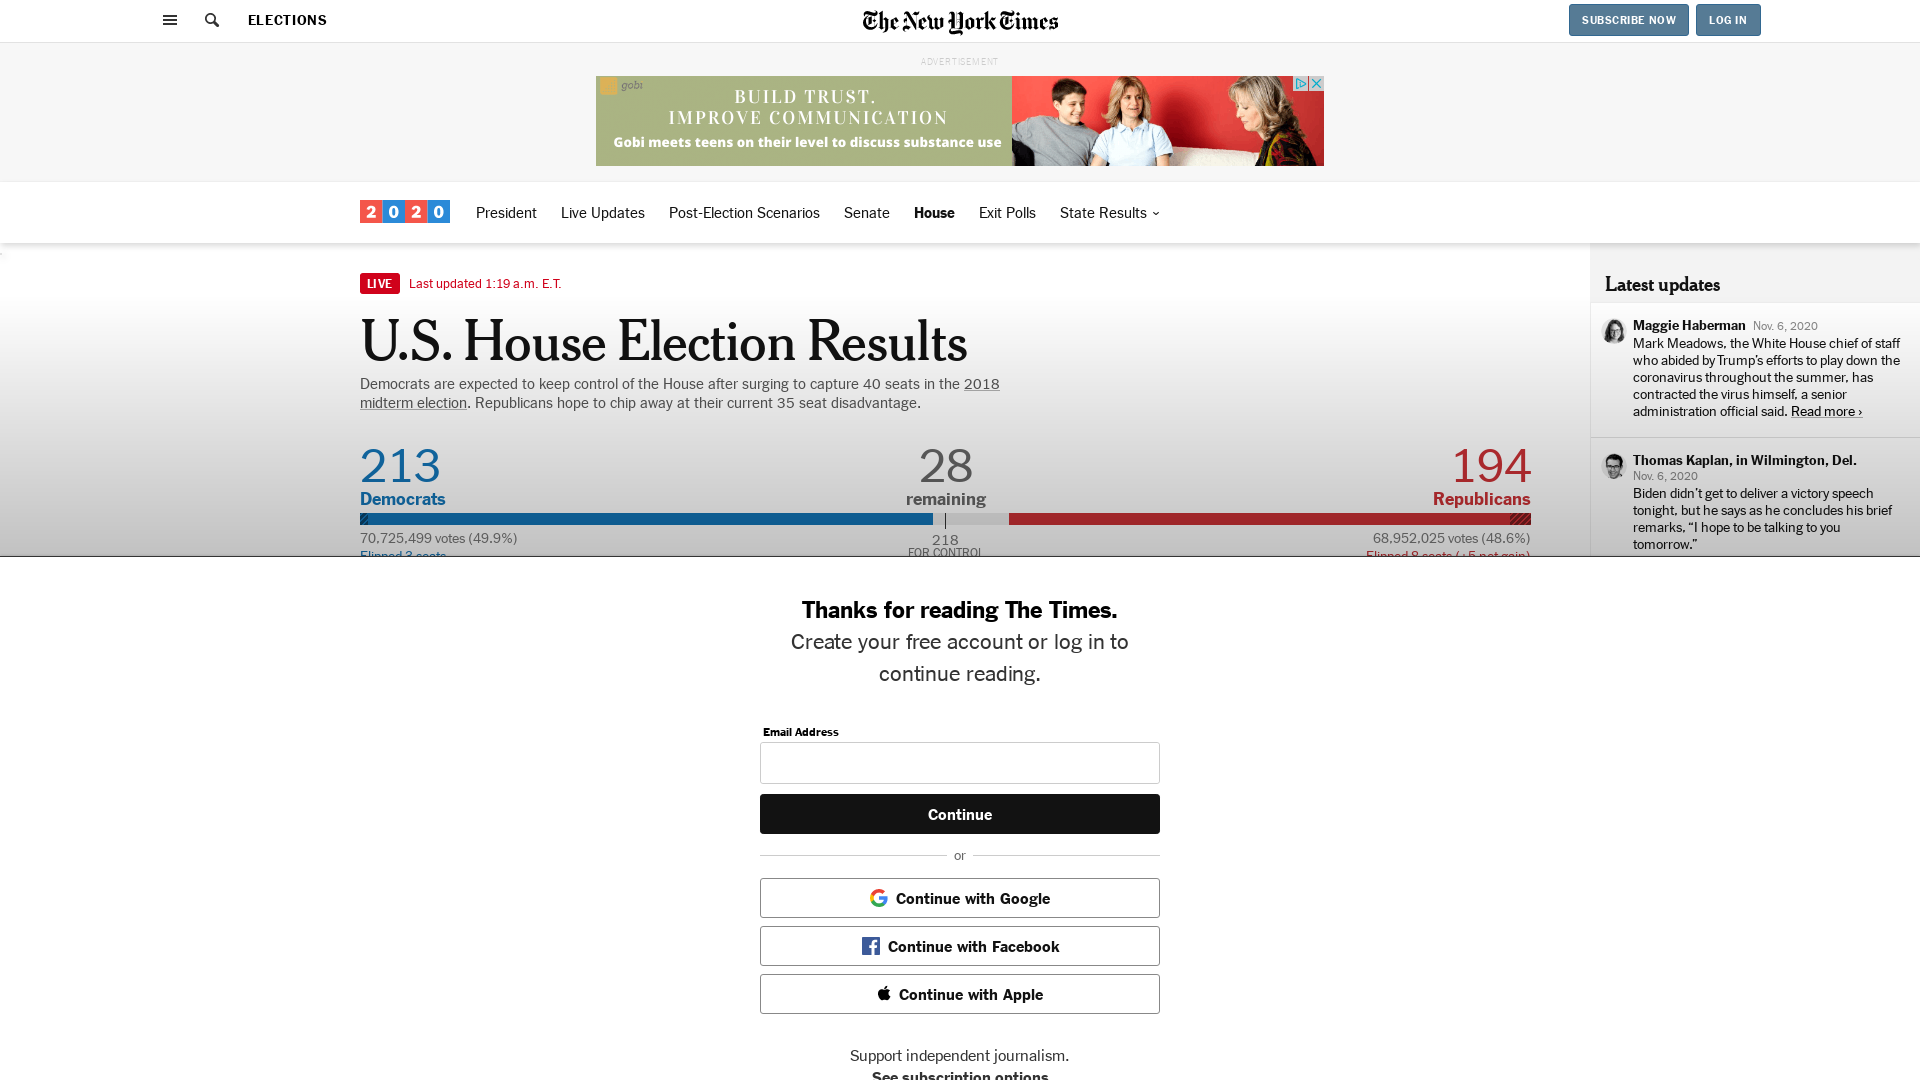 ELECTIONS
The New York Times
SUBSCRIBE NOW
LOG IN
ADVERTISEMENT
gobi
BUILD TRUST.
IMPROVE COMMUNICATION
Gobi meets teens on their level to discuss substance use
2020
President
Live Updates
Post-Election Scenarios
Senate
House
Exit Polls
State Results
LIVE Last updated 1:19 a.m. E.T.
U.S. House Election Results
Democrats are expected to keep control of the House after surging to capture 40 seats in the 2018
midterm election. Republicans hope to chip away at their current 35 seat disadvantage.
213
Democrats
28
remaining
194
Republicans
70,725,499 votes (49.9%)
218
FOR CONTROL
68,952,025 votes (48.6%)
Flipped 3 seats
Flipped 8 seats (+5 net gain)
Latest updates
Maggie Haberman Nov. 6, 2020
Mark Meadows, the White House chief of staff
who abided by Trump's efforts to play down the
coronavirus throughout the summer, has
contracted the virus himself, a senior
administration official said. Read more ›
Thomas Kaplan, in Wilmington, Del.
Nov. 6, 2020
Biden didn't get to deliver a victory speech
tonight, but he says as he concludes his brief
remarks, “I hope to be talking to you
tomorrow.”
Thanks for reading The Times.
Create your free account or log in to
continue reading.
Email Address
Continue
or
Continue with Google
Continue with Facebook
Continue with Apple
Support independent journalism.
See subscription options